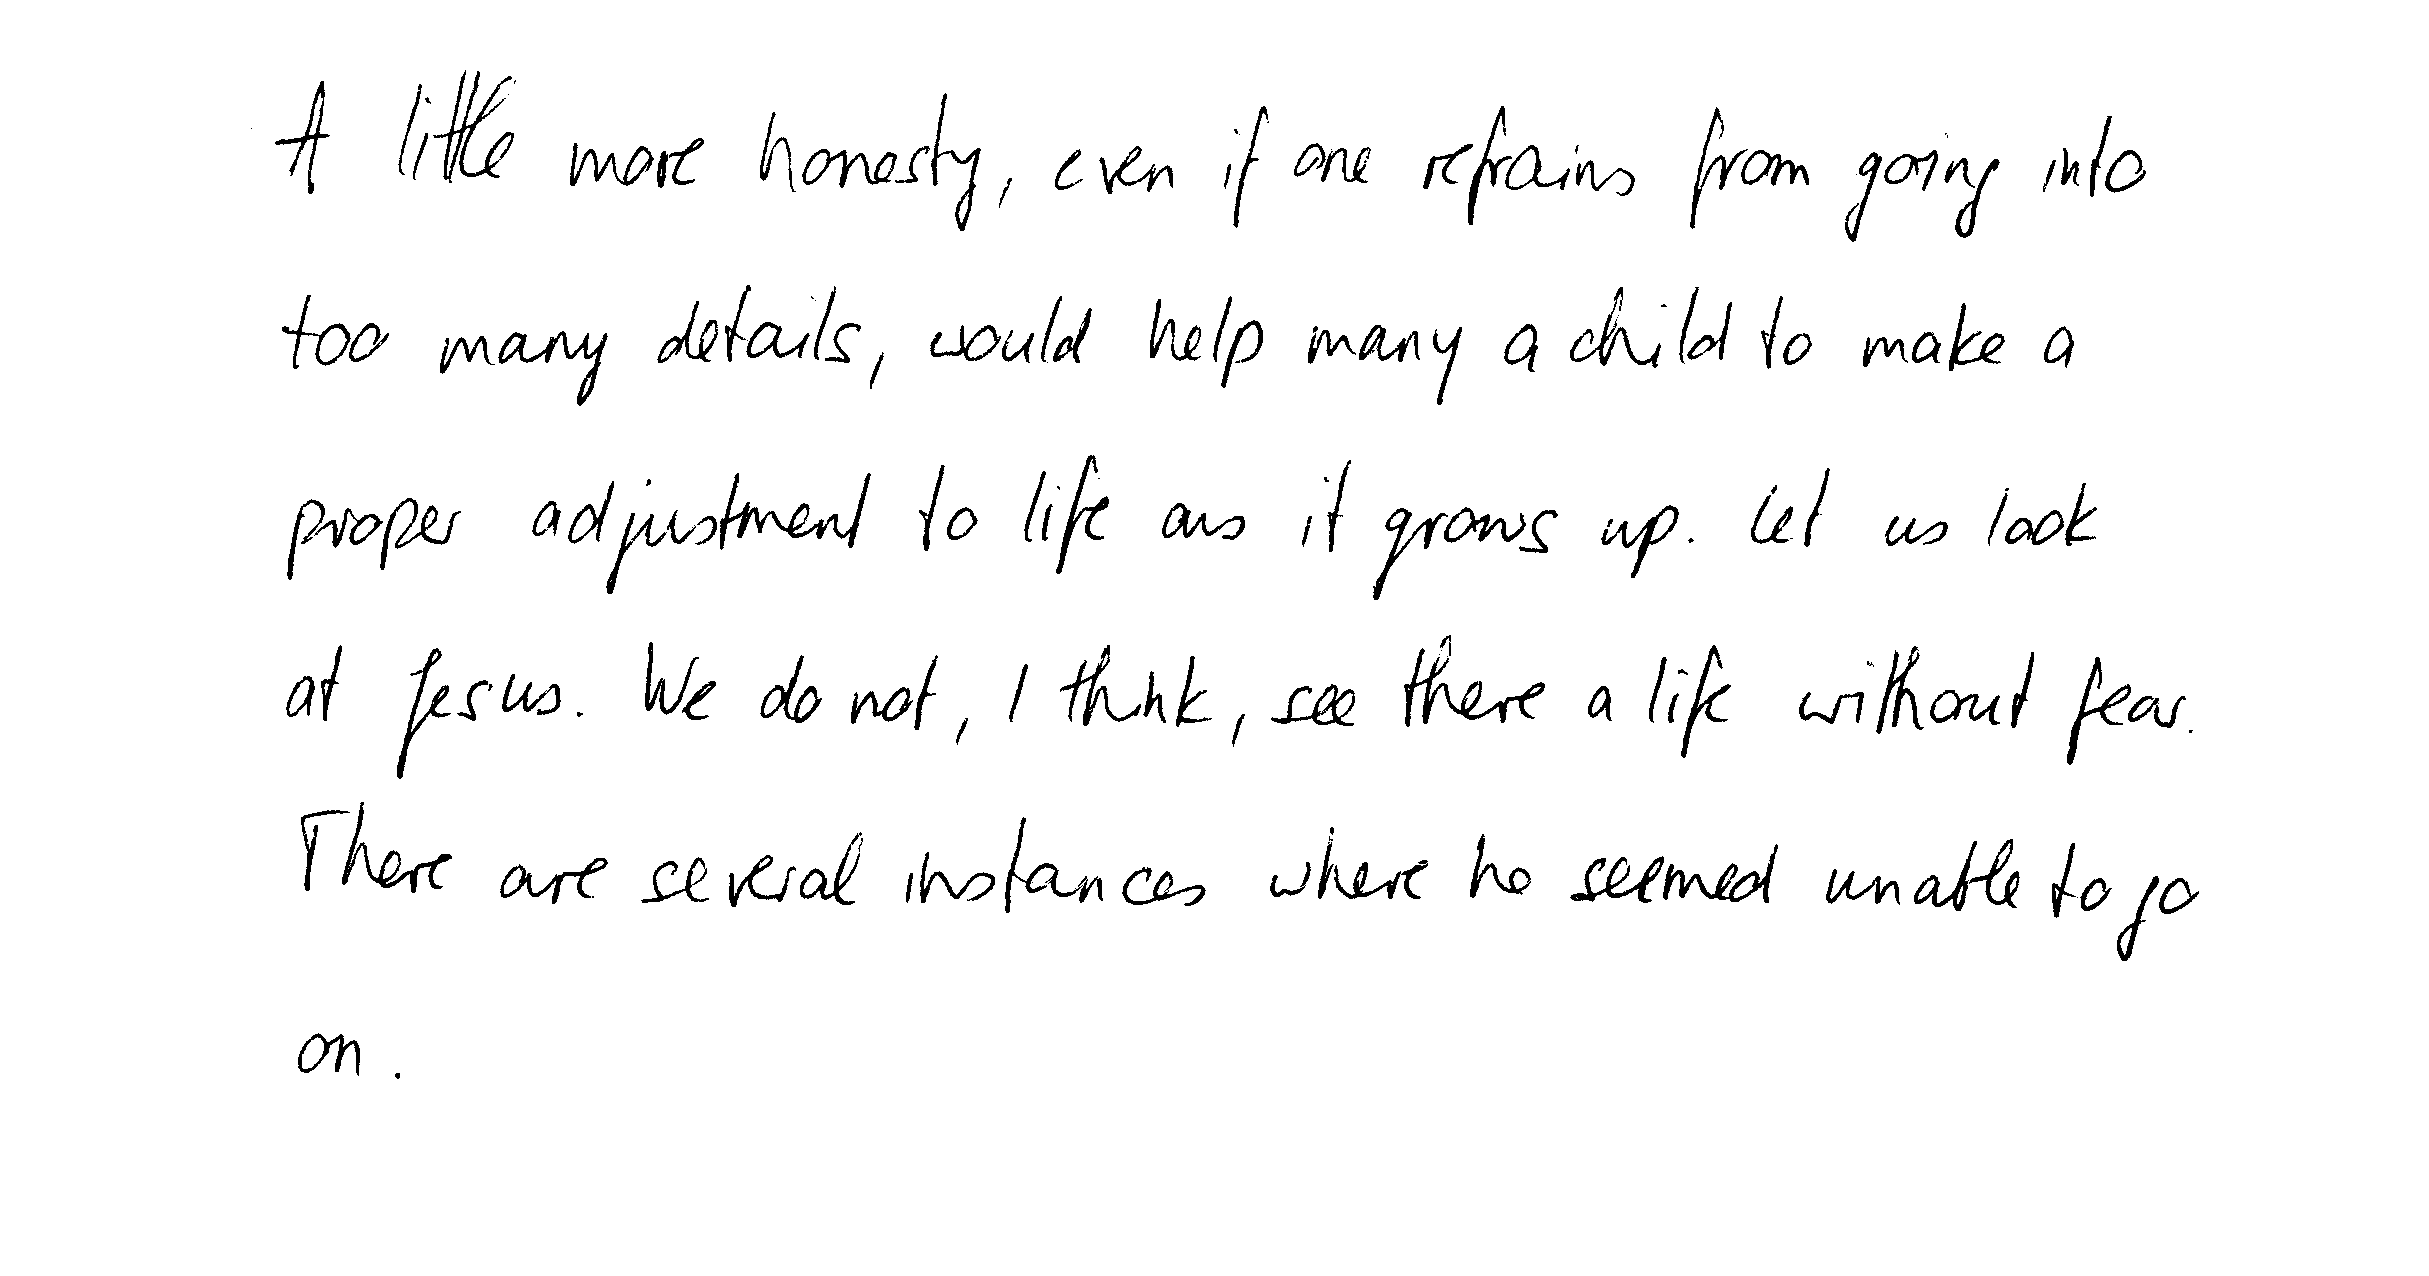 A little more honesty, even if one refrains from going into
too many details, would help many a child to make a
proper adjustment to life as it grows up. Let us look
at Jesus. We do not, I think, see there a life without fear.
There are several instances where he seemed unable to go
on.